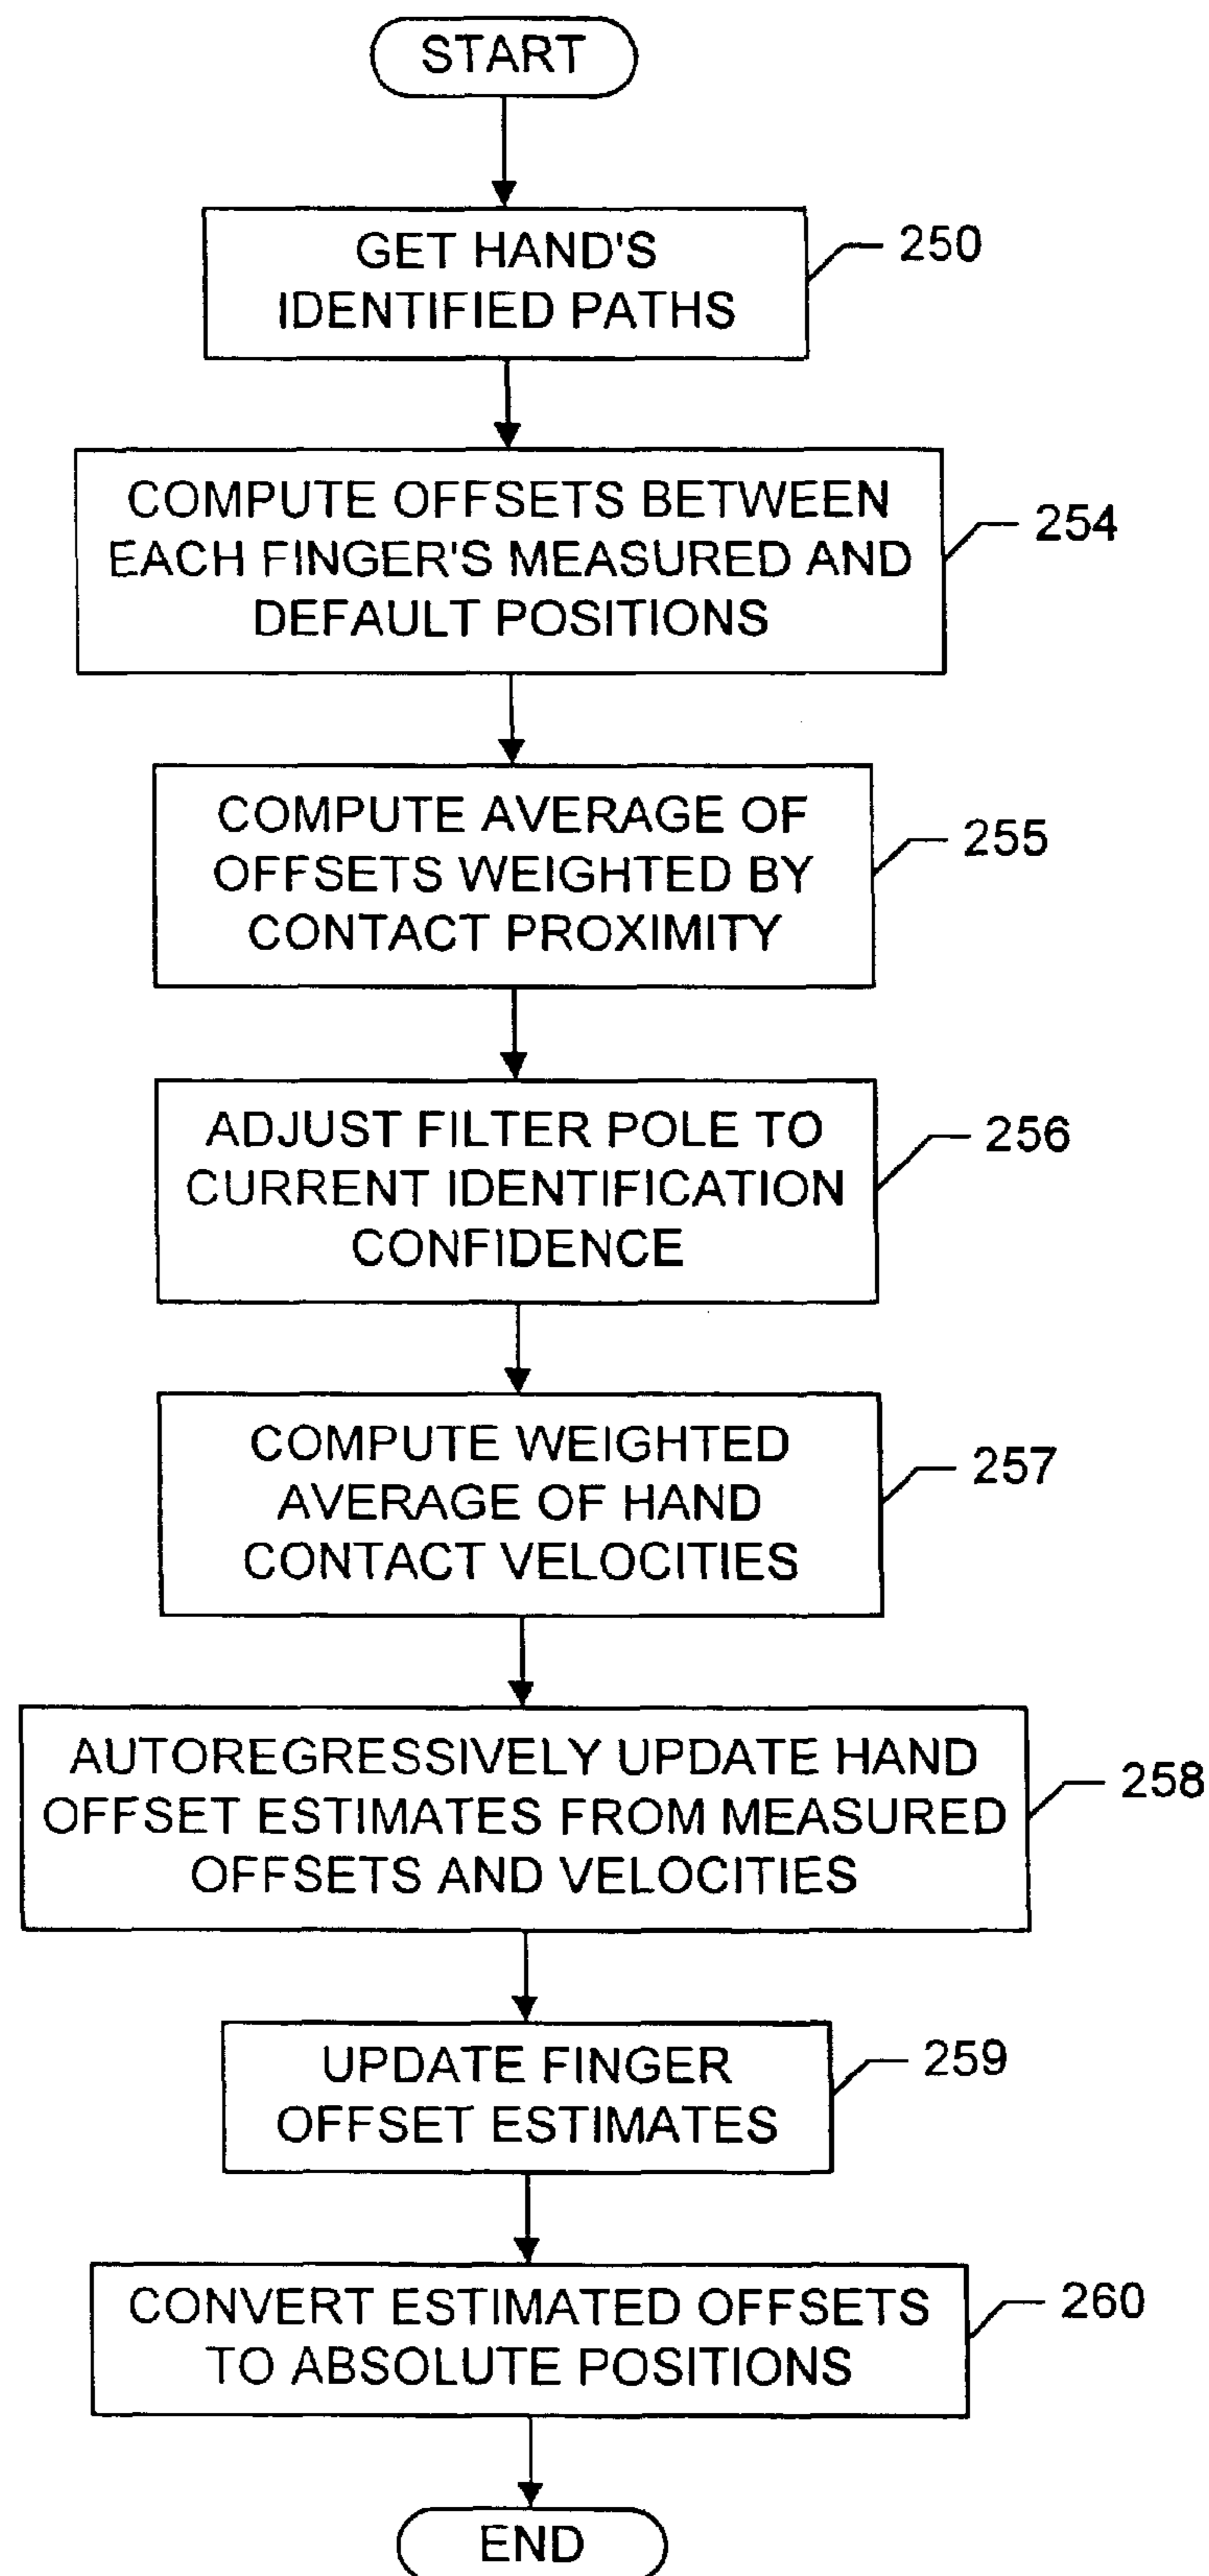 START
GET HAND'S
IDENTIFIED PATHS
250
COMPUTE OFFSETS BETWEEN
EACH FINGER'S MEASURED AND
DEFAULT POSITIONS
254
COMPUTE AVERAGE OF
OFFSETS WEIGHTED BY
CONTACT PROXIMITY
255
ADJUST FILTER POLE TO
CURRENT IDENTIFICATION
CONFIDENCE
256
COMPUTE WEIGHTED
AVERAGE OF HAND
CONTACT VELOCITIES
257
AUTOREGRESSIVELY UPDATE HAND
OFFSET ESTIMATES FROM MEASURED
OFFSETS AND VELOCITIES
258
UPDATE FINGER
OFFSET ESTIMATES
259
CONVERT ESTIMATED OFFSETS
TO ABSOLUTE POSITIONS
260
END